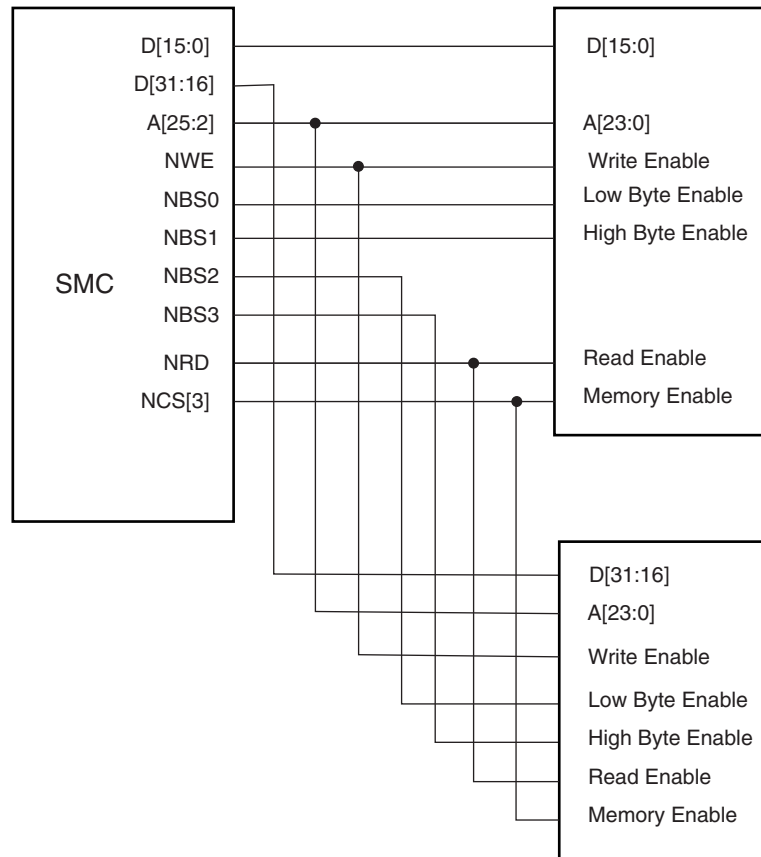 D[15:0]
D[31:16]
A[25:2]
NWE
NBS0
NBS1
NBS2
NBS3
NRD
NCS[3]
SMC
D[15:0]
A[23:0]
Write Enable
Low Byte Enable
High Byte Enable
Read Enable
Memory Enable
D[31:16]
A[23:0]
Write Enable
Low Byte Enable
High Byte Enable
Read Enable
Memory Enable